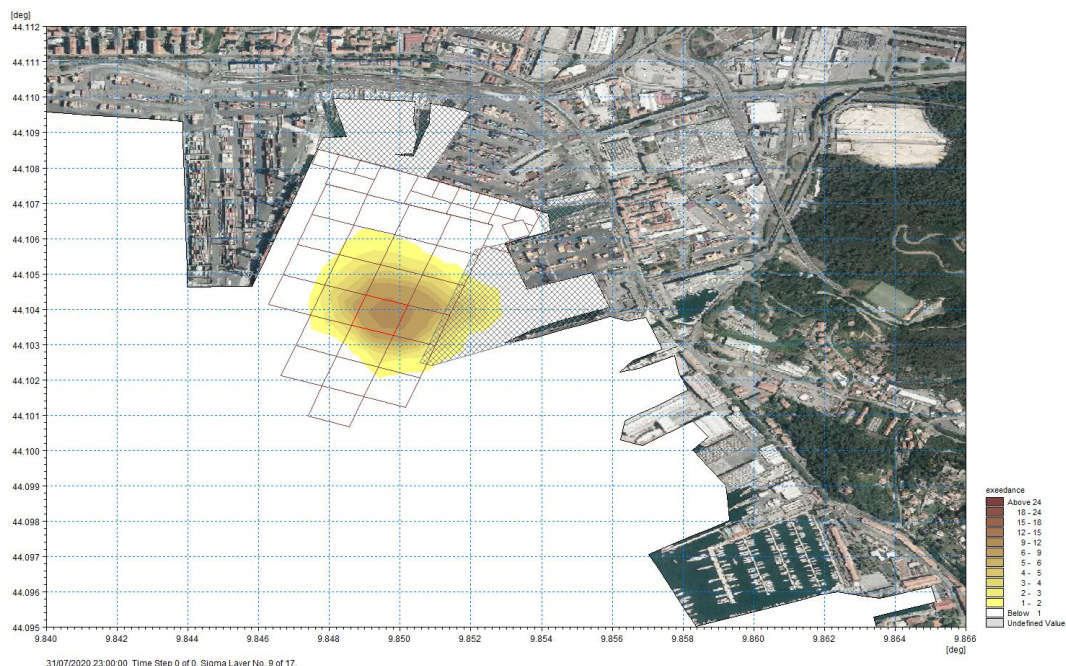 [deg]
44.112
44.111
44.110
44.109
44.108
44.107
44.106
44.105
44.104
44.103
44.102
44.101
44.100
44.099
44.098
44.097
44.096
44.095
9.840 9.842 9.844 9.846 9.848 9.850 9.852 9.854 9.856 9.858 9.860 9.862 9.864 9.866
[deg]
exeedance
Above 24
18 - 24
15 - 18
12 - 15
9 - 12
6 - 9
5 - 6
4 - 5
3 - 4
2 - 3
1 - 2
Below 1
Undefined Value
31/07/2020 23:00:00 Time Step 0 of 0. Sigma Layer No. 9 of 17.